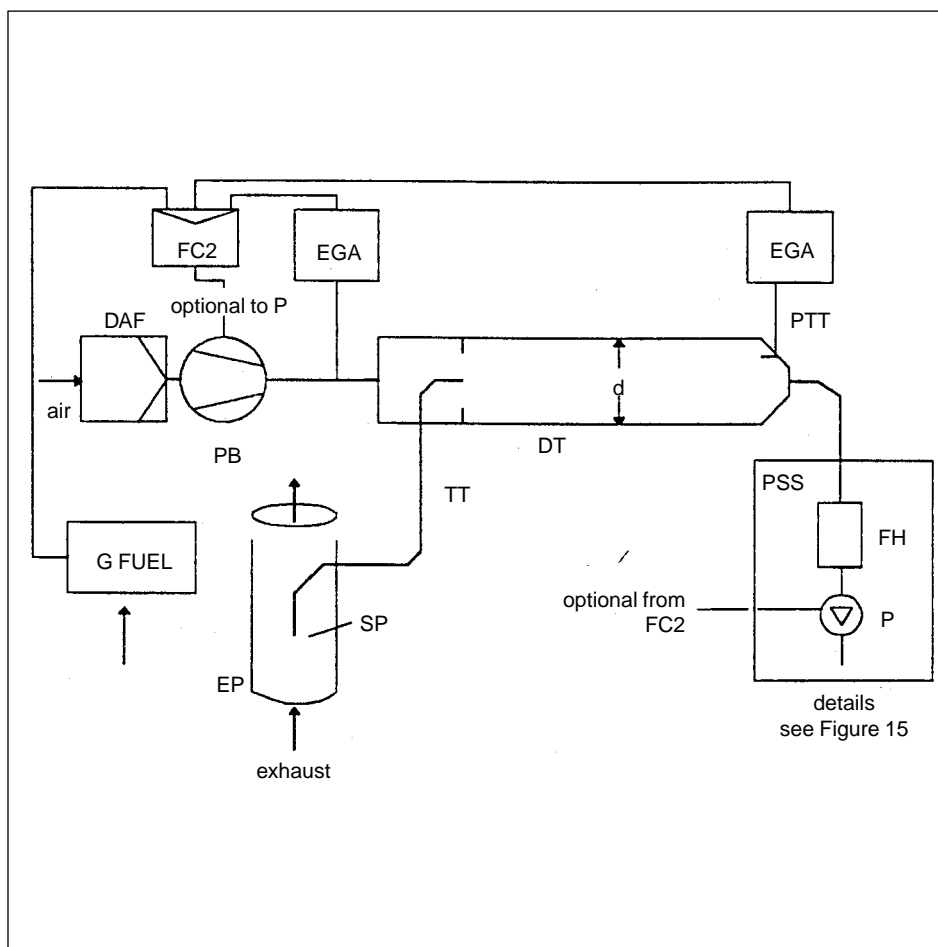 FC2
EGA
EGA
optional to P
DAF
PTT
air
d
PB
DT
TT
PSS
G FUEL
FH
SP
optional from
FC2
P
EP
details
see Figure 15
exhaust